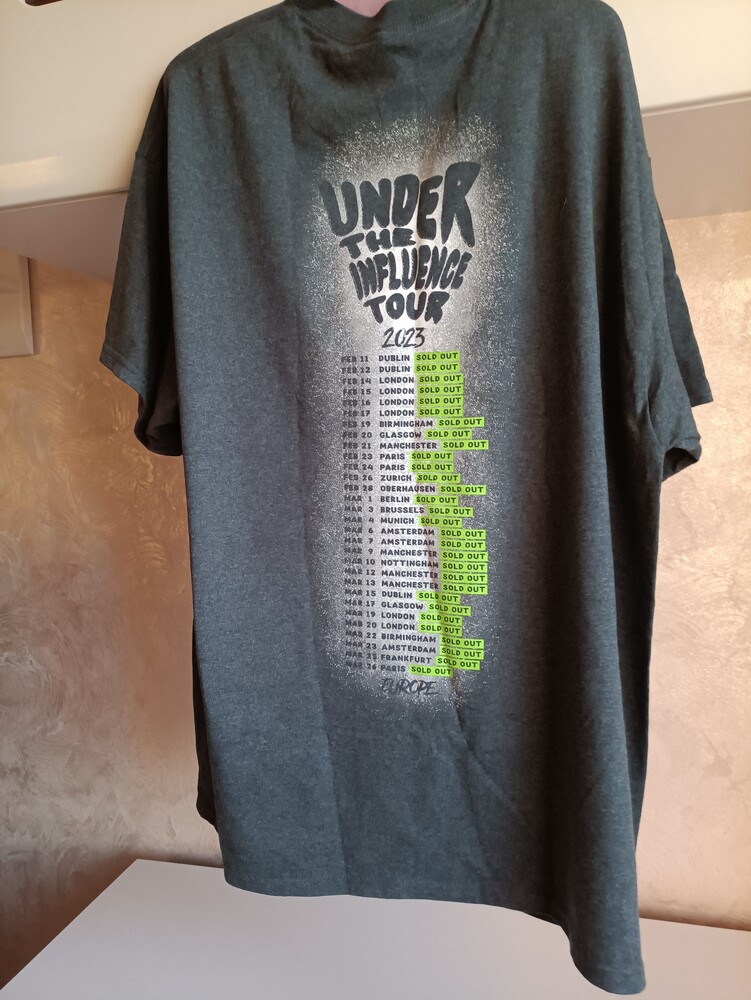 UNDER
THE
INFLUENCE
TOUR
2023
FEB 11 DUBLIN SOLD OUT
FEB 12 DUBLIN SOLD OUT
FEB 14 LONDON SOLD OUT
FEB 15 LONDON SOLD OUT
FEB 16 LONDON SOLD OUT
FEB 17 LONDON SOLD OUT
FEB 19 BIRMINGHAM SOLD OUT
FEB 20 GLASGOW SOLD OUT
FEB 21 MANCHESTER SOLD OUT
FEB 23 PARIS SOLD OUT
FEB 24 PARIS SOLD OUT
FEB 26 ZURICH SOLD OUT
FEB 28 OBERHAUSEN SOLD OUT
MAR 1 BERLIN SOLD OUT
MAR 3 BRUSSELS SOLD OUT
MAR 4 MUNICH SOLD OUT
MAR 6 AMSTERDAM SOLD OUT
MAR 7 AMSTERDAM SOLD OUT
MAR 9 MANCHESTER SOLD OUT
MAR 10 NOTTINGHAM SOLD OUT
MAR 12 MANCHESTER SOLD OUT
MAR 13 MANCHESTER SOLD OUT
MAR 15 DUBLIN SOLD OUT
MAR 17 GLASGOW SOLD OUT
MAR 19 LONDON SOLD OUT
MAR 20 LONDON SOLD OUT
MAR 22 BIRMINGHAM SOLD OUT
MAR 23 AMSTERDAM SOLD OUT
MAR 25 FRANKFURT SOLD OUT
MAR 26 PARIS SOLD OUT
EUROPE